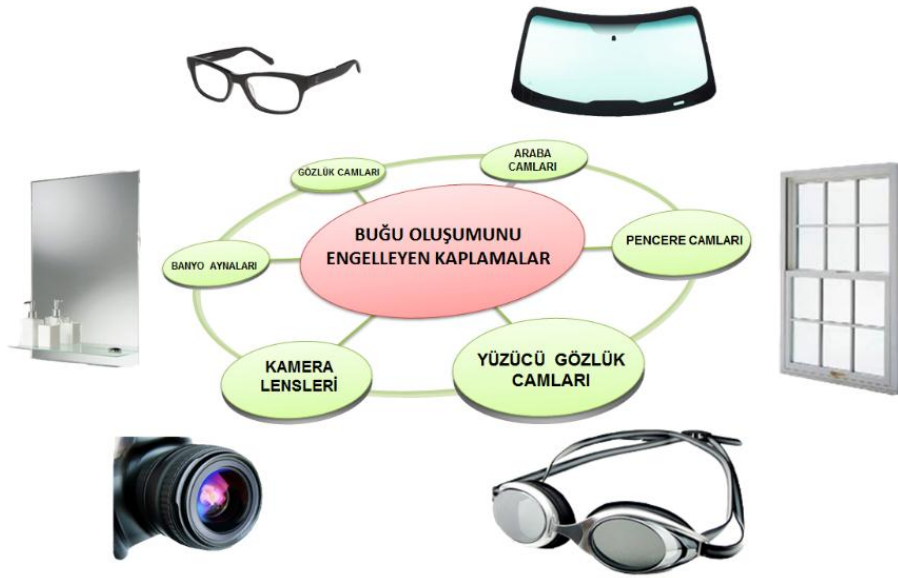 ARABA
CAMLARI
GÖZLÜK CAMLARI
BUĞU OLUŞUMUNU
ENGELLEYEN KAPLAMALAR
PENCERE CAMLARI
BANYO AYNALARI
KAMERA
LENSLERİ
YÜZÜCÜ GÖZLÜK
CAMLARI